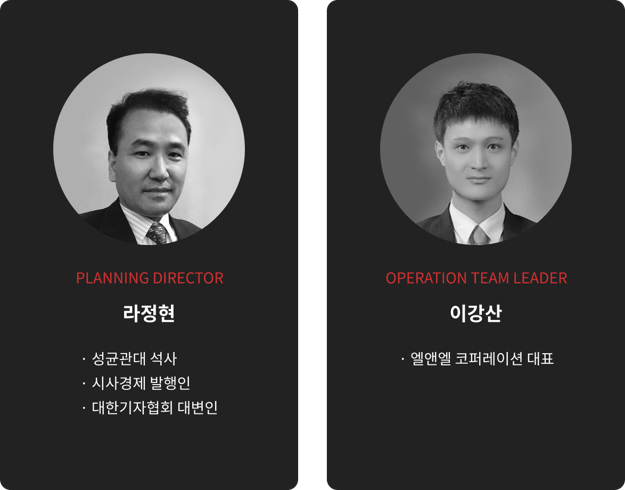 PLANNING DIRECTOR
라정현
· 성균관대 석사
· 시사경제 발행인
· 대한기자협회 대변인
OPERATION TEAM LEADER
이강산
· 엘앤엘 코퍼레이션 대표